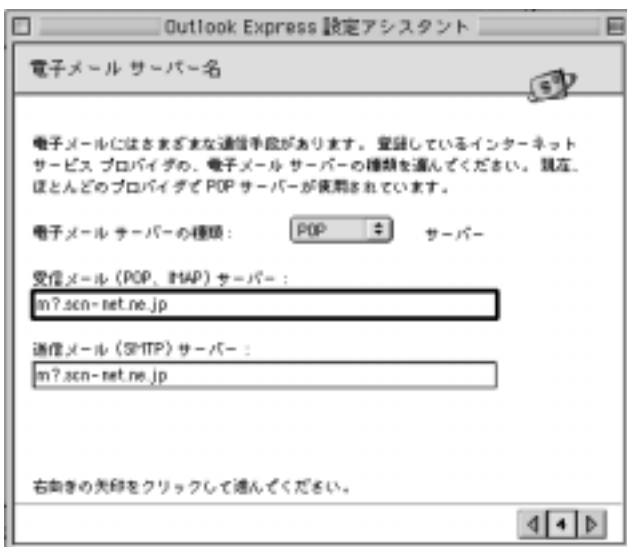 Outlook Express 設定アシスタント
電子メール サーバー名
電子メールにはさまざまな通信手段があります。 登録しているインターネット
サービス プロバイダの、電子メール サーバーの種類を選んでください。 現在、
ほとんどのプロバイダで POP サーバーが使用されています。
電子メール サーバーの種類： POP サーバー
受信メール (POP、IMAP) サーバー：
m?.scn-net.ne.jp
送信メール (SMTP) サーバー：
m?.scn-net.ne.jp
右向きの矢印をクリックして進んでください。
4